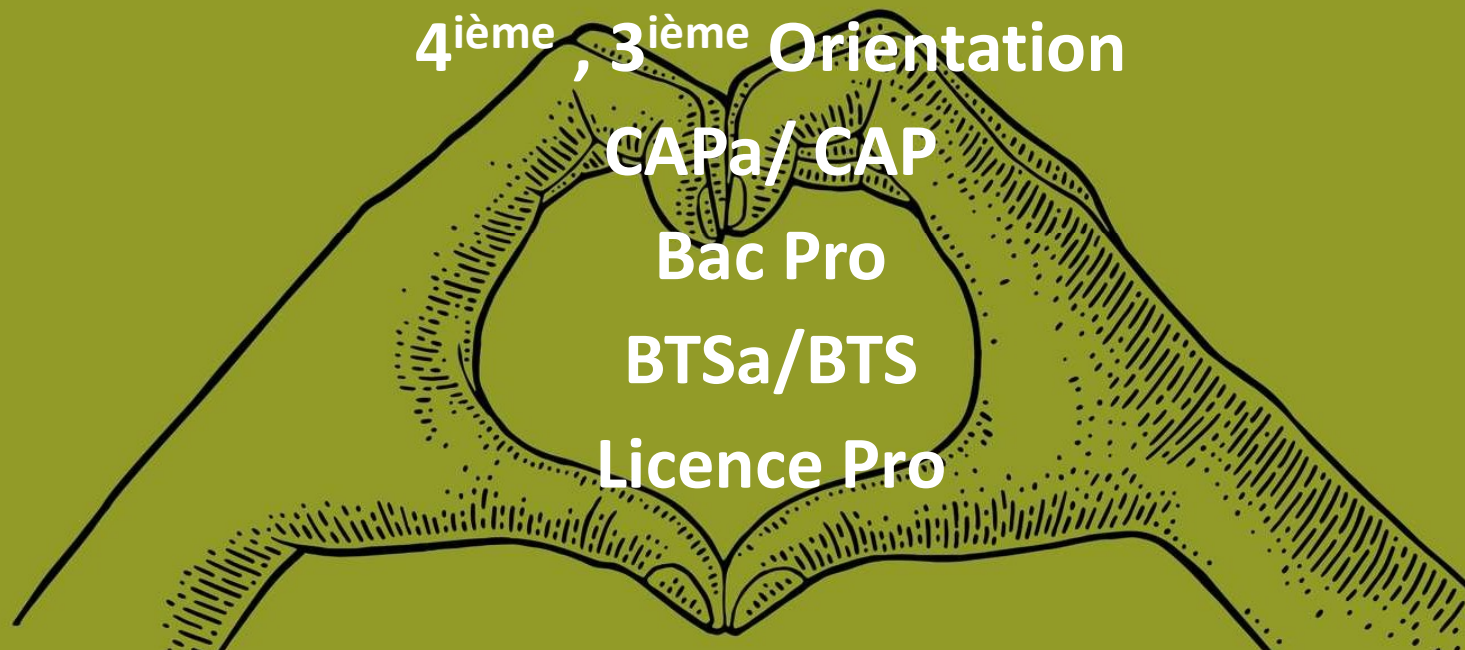 4ième , 3ième Orientation
CAPa/ CAP
Bac Pro
BTSa/BTS
Licence Pro